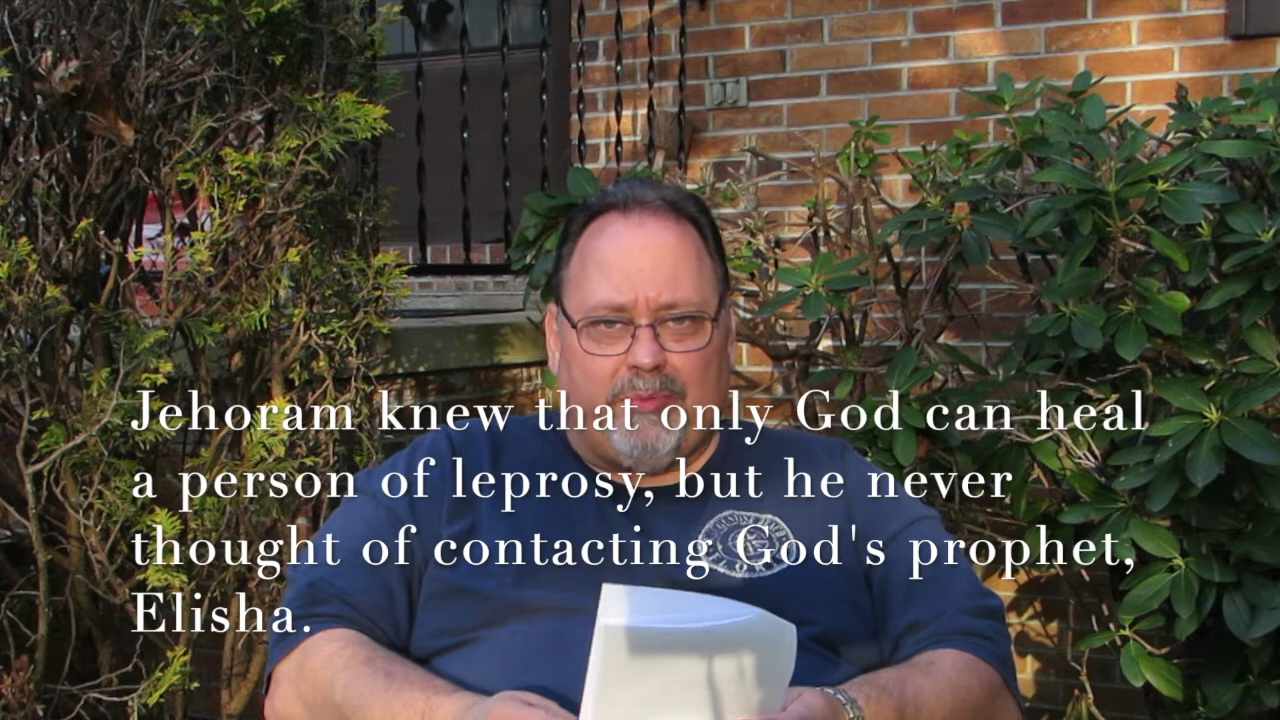 Jehoram knew that only God can heal
a person of leprosy, but he never
thought of contacting God's prophet,
Elisha.